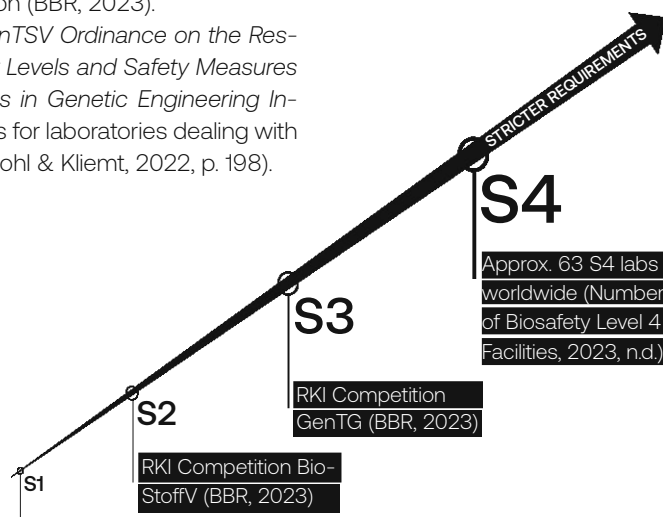 on (BBR, 2023).
nTSV Ordinance on the Res-
Levels and Safety Measures
s in Genetic Engineering In-
s for laboratories dealing with
ohl & Kliemt, 2022, p. 198).
STRICTER REQUIREMENTS
S4
Approx. 63 S4 labs
worldwide (Number
of Biosafety Level 4
Facilities, 2023, n.d.)
S3
RKI Competition
GenTG (BBR, 2023)
S2
RKI Competition Bio-
StoffV (BBR, 2023)
S1